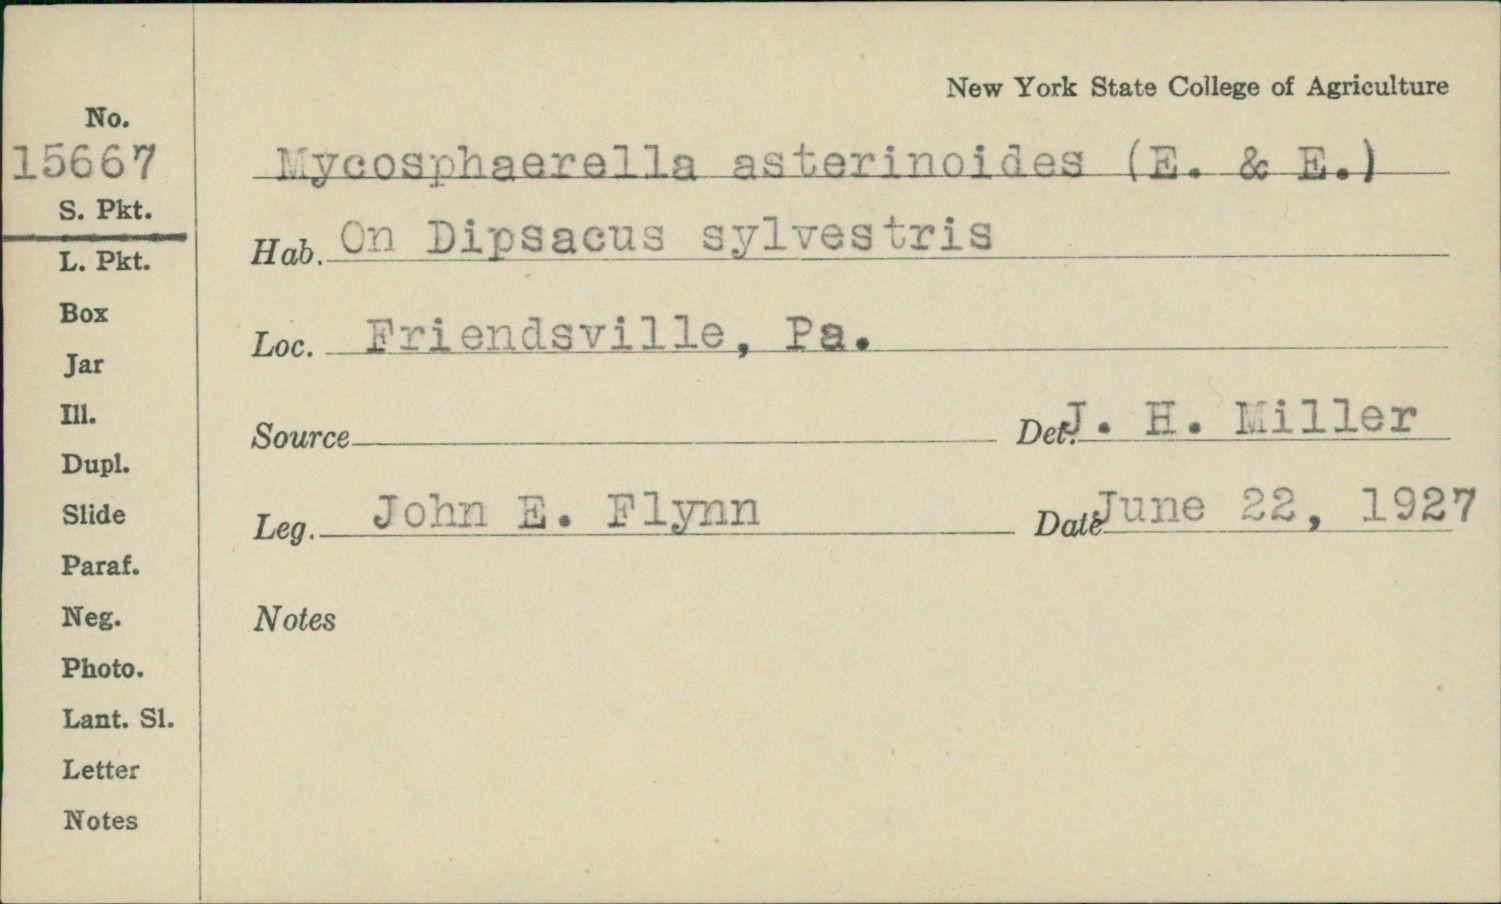 New York State College of Agriculture
No.
15667
S. Pkt.
L. Pkt.
Box
Jar
Ill.
Dupl.
Slide
Paraf.
Neg.
Photo.
Lant. Sl.
Letter
Notes
Mycosphaerella asterinoides (E. & E.)
Hab. On Dipsacus sylvestris
Loc. Friendsville, Pa.
Source Det. J. H. Miller
Leg. John E. Flynn Date June 22, 1927
Notes